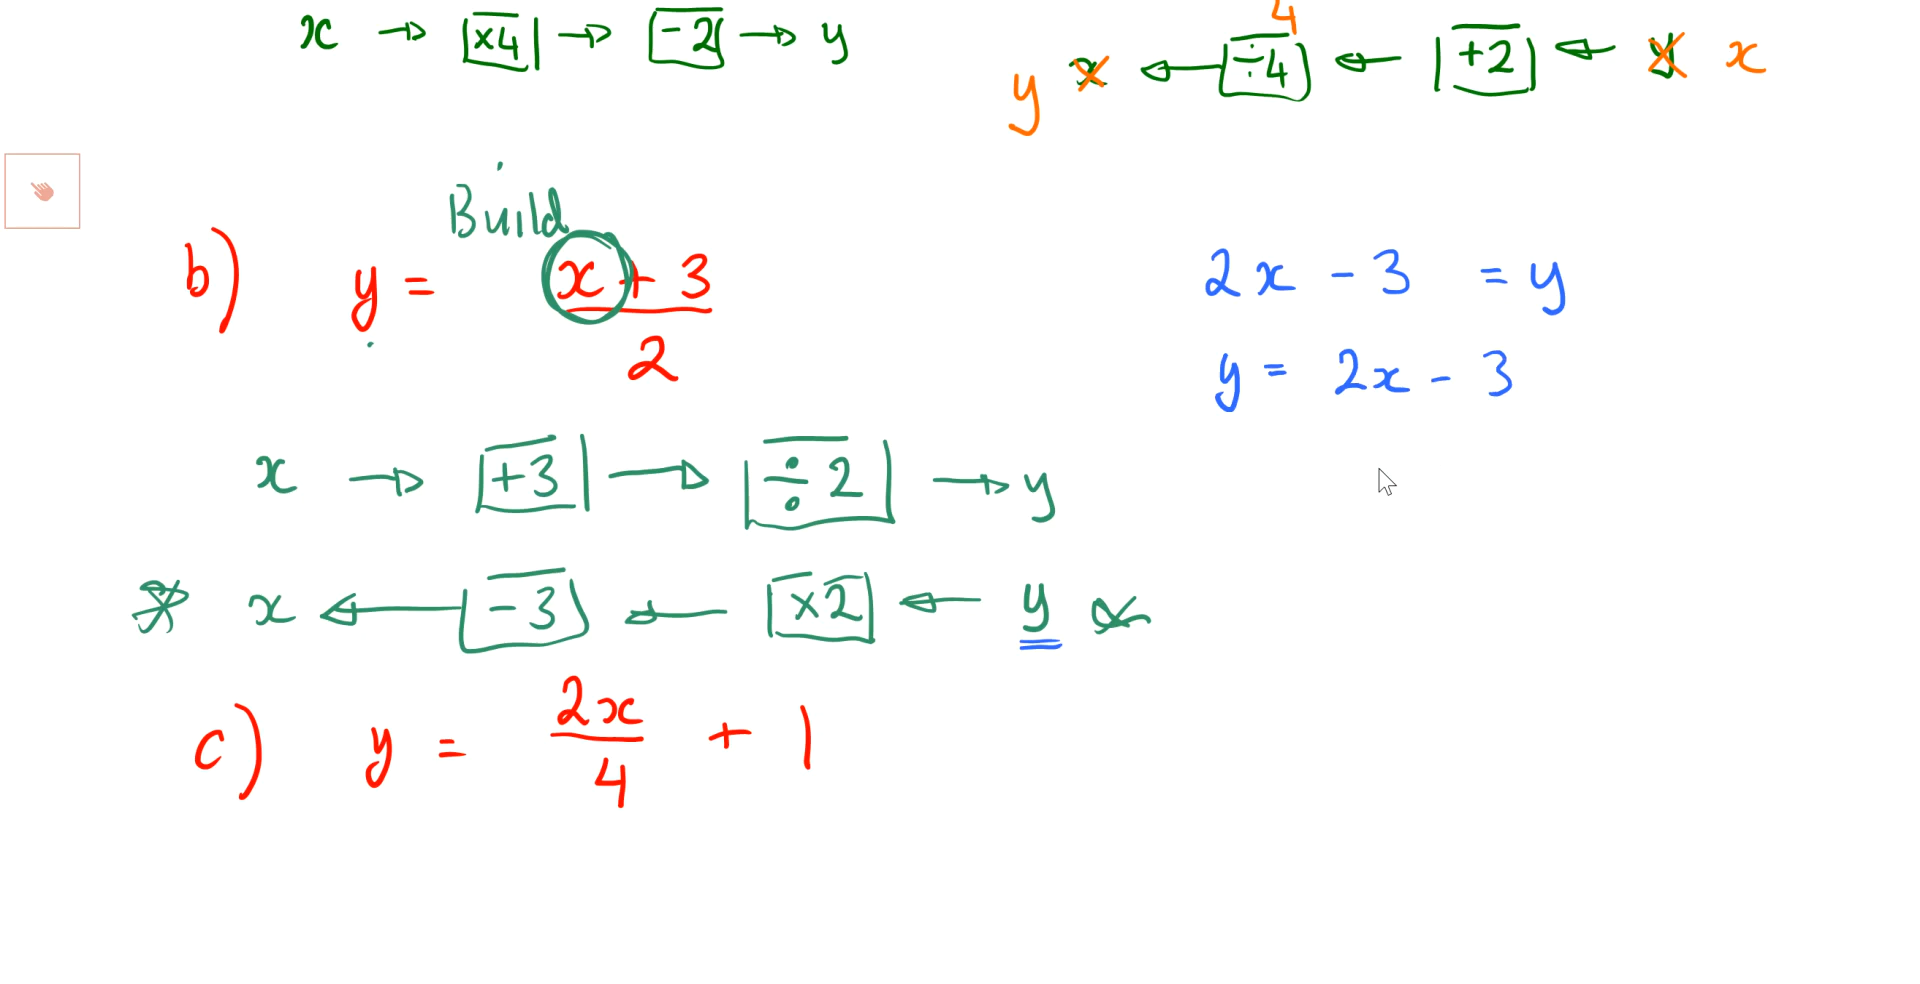 x → ×4 → -2 → y
4
y x ← ÷4 ← +2 ← y x
Build
b) y = x + 3
2
2x - 3 = y
y = 2x - 3
x → +3 → ÷2 → y
x ← -3 ← ×2 ← y x
c) y = 2x + 1
4